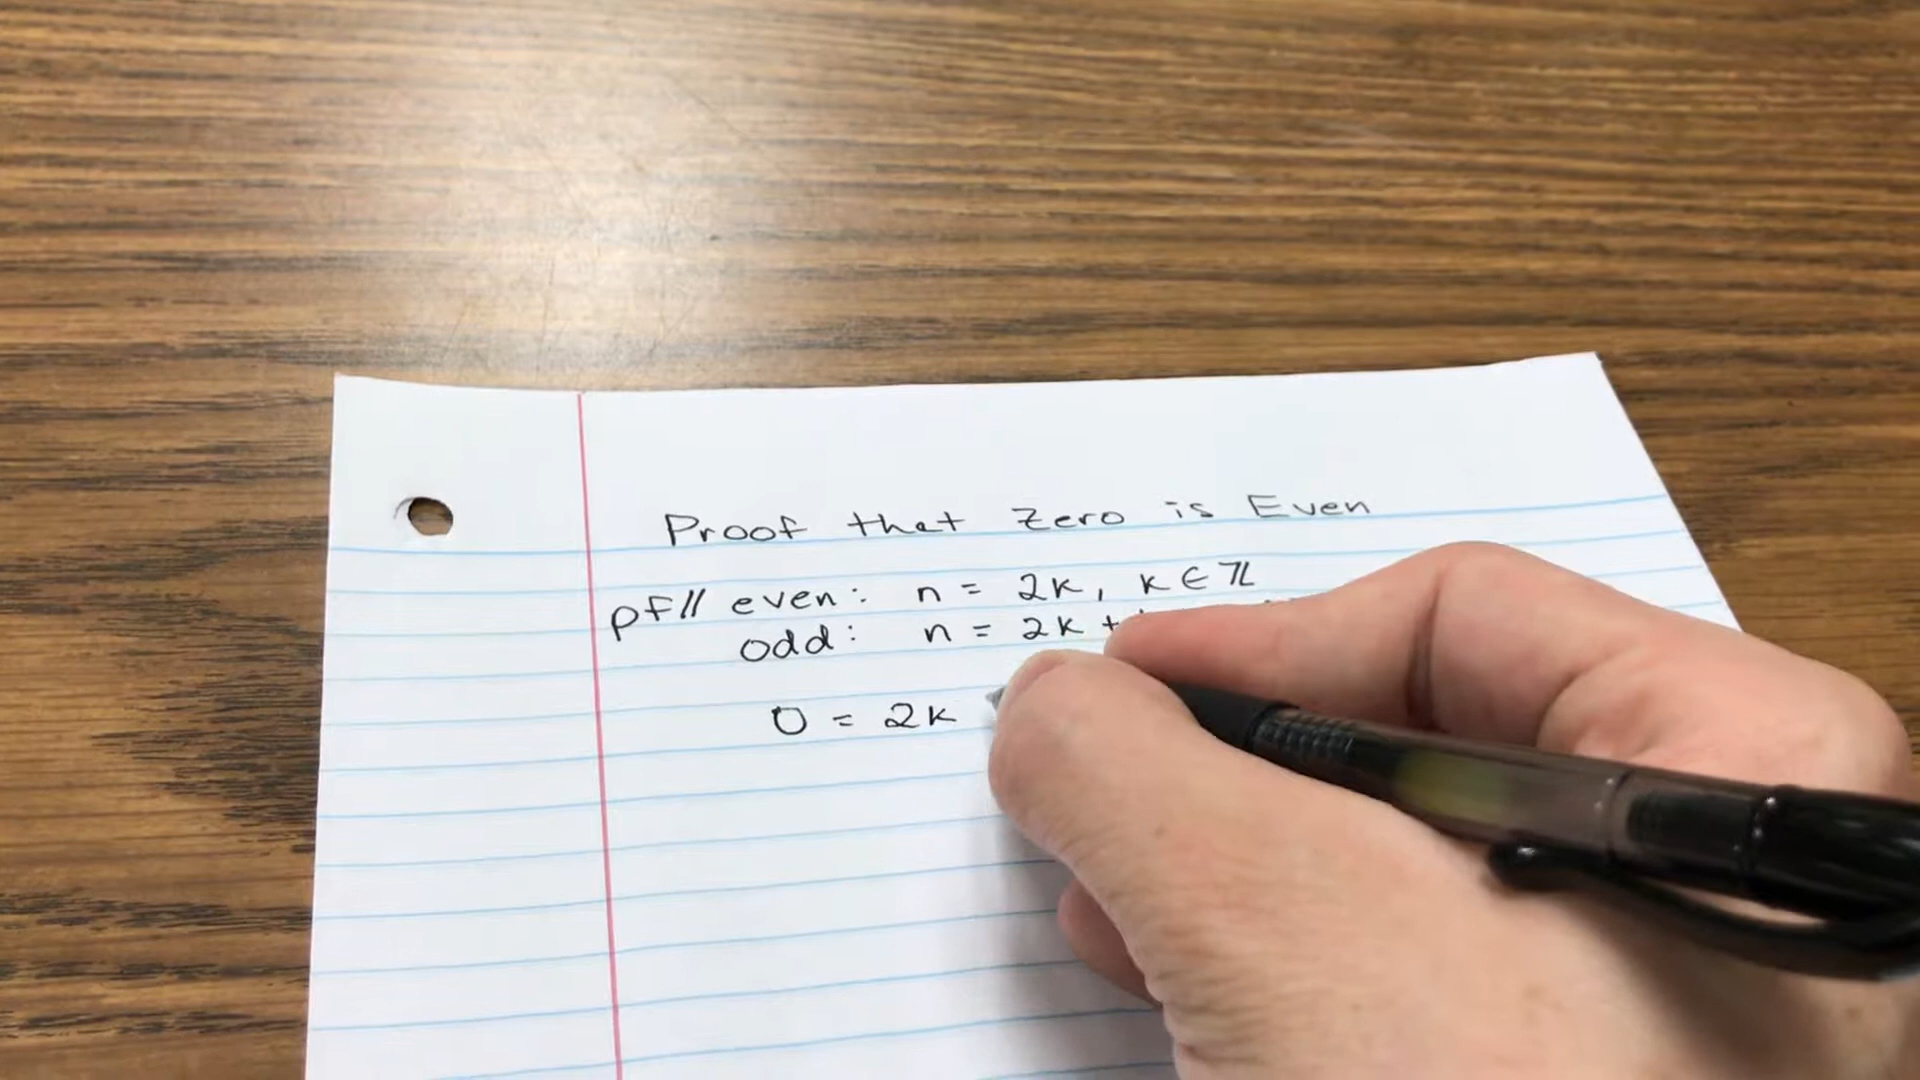 Proof that Zero is Even
pf// even: n = 2k, k ∈ ℤ
odd: n = 2k +
0 = 2k